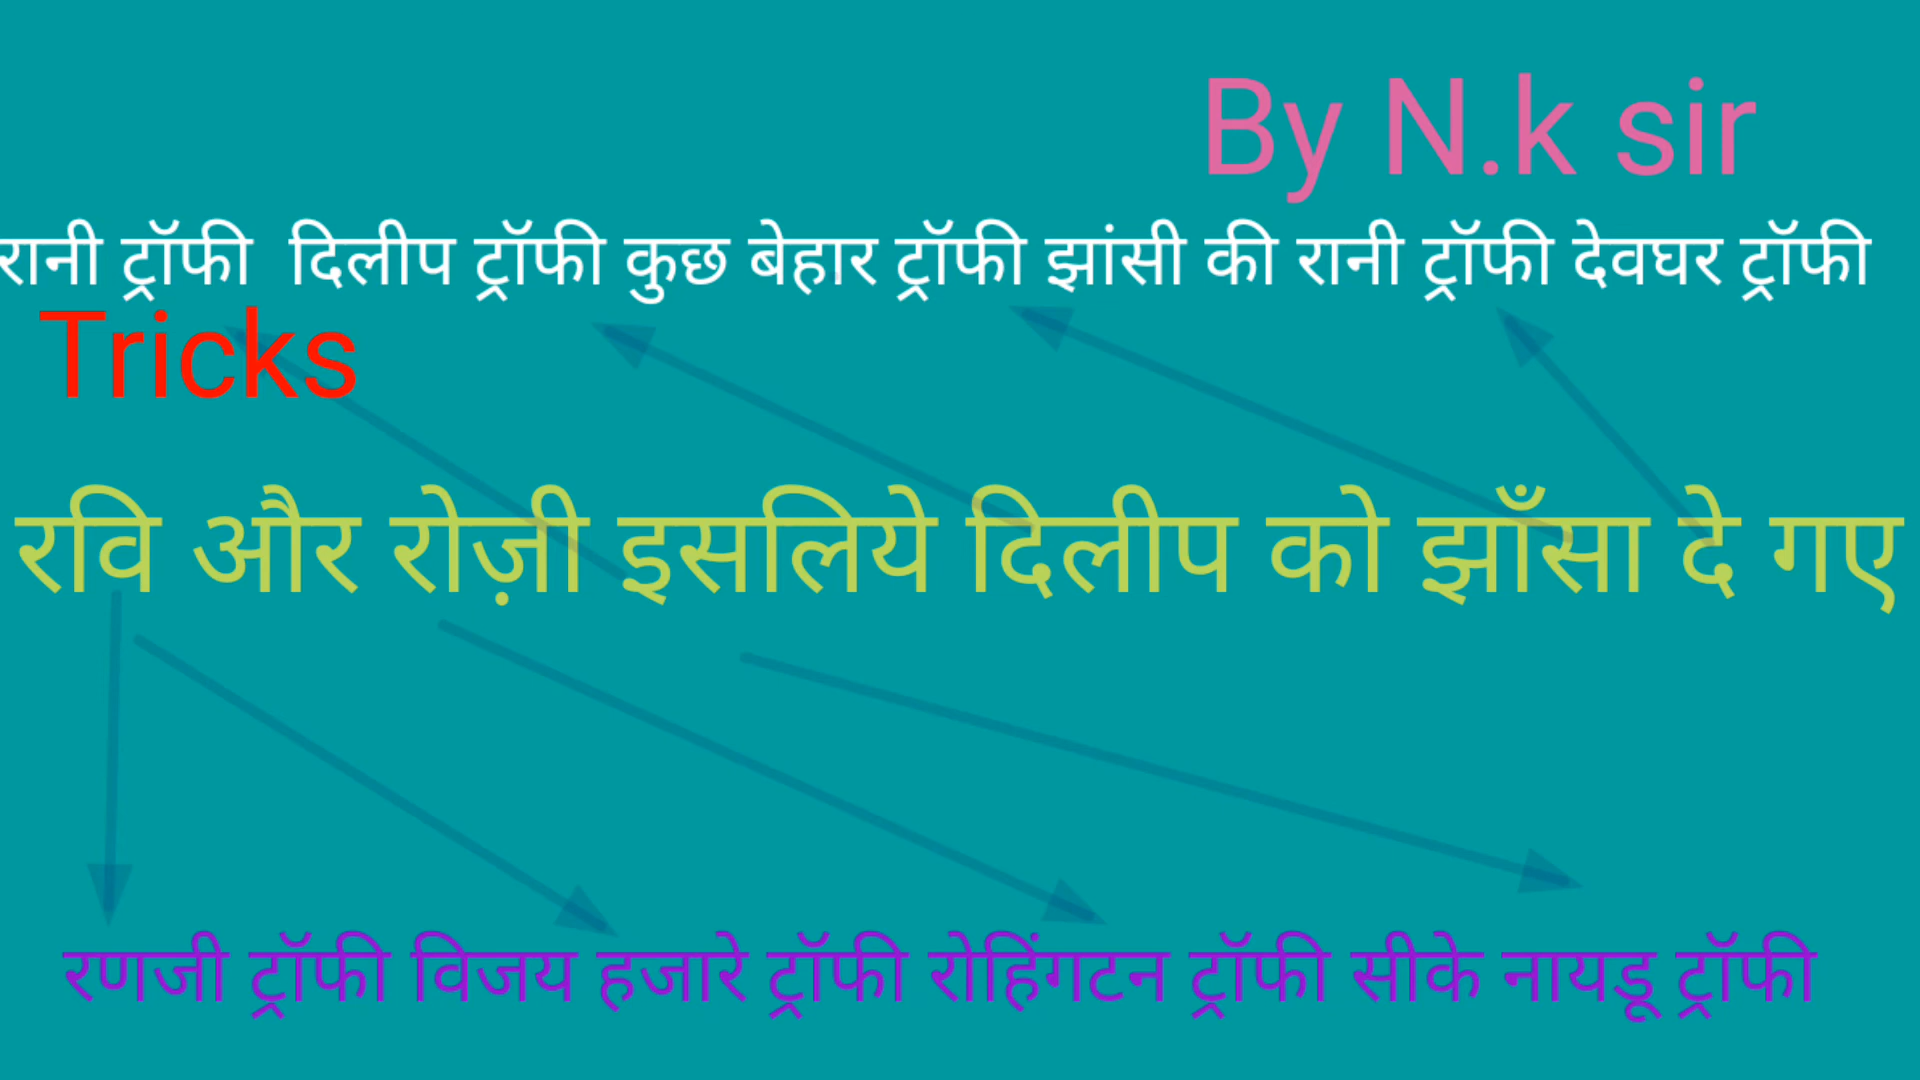 By N.k sir
रानी ट्रॉफी दिलीप ट्रॉफी कुछ बेहार ट्रॉफी झांसी की रानी ट्रॉफी देवघर ट्रॉफी
Tricks
रवि और रोज़ी इसलिये दिलीप को झाँसा दे गए
रणजी ट्रॉफी विजय हजारे ट्रॉफी रोहिंगटन ट्रॉफी सीके नायडू ट्रॉफी